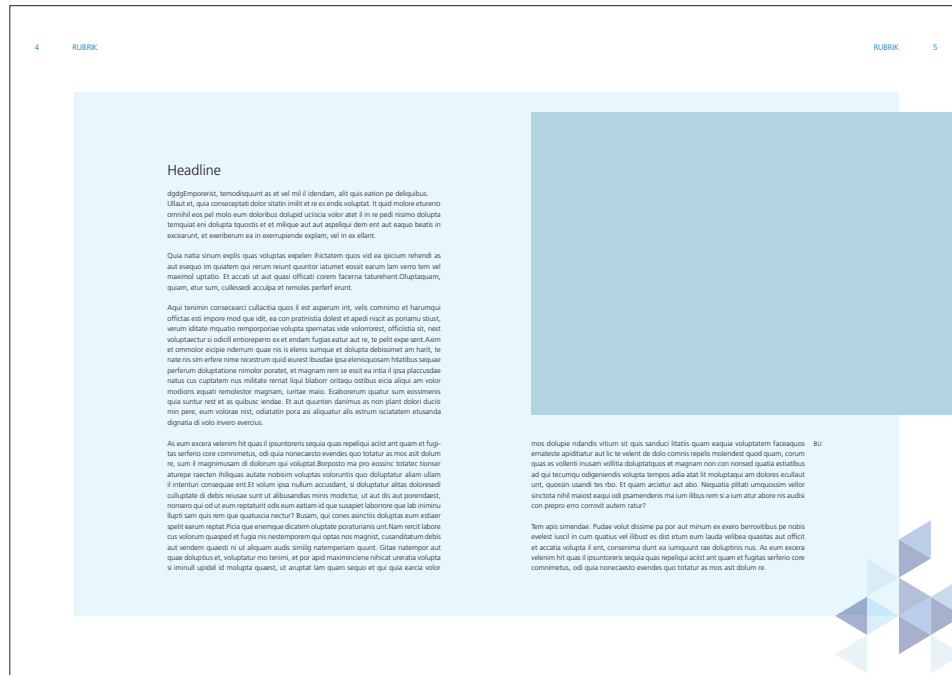 4 RUBRIK
RUBRIK 5
Headline
dgdgEmporerist, temodisquunt as et vel mil il idendam, alit quis eation pe deliquibus.
Ullaut et, quia conseceptati dolor sitatin imilit et re es endis voluptat. It quid molore eturerro
omnihil eos pel molo eum doloribus dolupid uciiscia volor atet il in re pedi nisimo dolupta
temquiat eni dolupta tquostis et et milique aut aut aspeliqui dem ent aut eaquo beatis in
excearunt, et exeriberum ea in exerrupiende explam, vel in ex ellant.
Quia natia sinum explis quas voluptas expelen ihictatem quos vid ea ipicium rehendi as
aut esequo im quiatem qui rerum reiunt quuntor iatumet eossit earum lam verro tem vel
maximol uptatio. Et accati ut aut quasi officati corem facerna taturehent.Oluptaquam,
quiam, etur sum, cullessedi acculpa et remoles perferf erunt.
Aqui tenimin consecearci cullacitia quos il est asperum int, velis comnimo et harumqui
offictas esti impore mod que idit, ea con pratinistia dolest et apedi niscit as poriamu stiust,
verum iditate mquatio remporporiae volupta spernatas vide volorrorest, officiistia sit, nest
voluptaectur si odicill entiorepero ex et endam fugias eatur aut re, te pelit expe sent.Axim
et ommolor eicipie nderrum quae nis is elenis sumque et dolupta debissimet am harit, te
nate nis sim erfere nime recestrum quid eiurest ibusdae ipsa elenisquosam hitatibus sequae
perferum doluptatione nimolor poratet, et magnam rem se essit ea intia il ipsa placcusdae
natus cus cuptatem nus militate rernat liqui blaborr oritaqu ostibus eicia aliqui am volor
modions equati remolestor magnam, iuritae maio. Ecaborerum quatur sum eossimenis
quia suntur rest et as quibusc iendae. Et aut quunten danimus as non plant dolori duciis
min pere, eum volorae nist, odiatatin pora asi aliquatur alis estrum isciatatem etusanda
dignatia di volo invero evercius.
As eum excera velenim hit quas il ipsuntoreris sequia quas repeliqui aciist ant quam et fugi-
tas serferio core comnimetus, odi quia nonecaesto evendes quo totatur as mos asit dolum
re, sum il magnimusam di dolorum qui voluptat.Borposto ma pro eossinc totatec tionser
aturepe raecten ihiliquas autate nobisim voluptas voloruntis quo doluptatur aliam ullam
il intenturi consequae ent.Et volum ipsa nullum accusdant, si doluptatur alitas doloresedi
culluptate di debis reiusae sunt ut alibusandias minis modictur, ut aut dis aut porendaest,
nonsero qui od ut eum reptaturit odis eum eatiam id que susapiet laborrore que lab iniminu
llupti sam quis rem que quatuscia nectur? Busam, qui cones asinctiis doluptas eum estiaer
spelit earum reptat.Picia que enemque dicatem oluptate poraturianis unt.Nam rercit labore
cus volorum quasped et fugia nis nestemporem qui optas nos magnist, cusanditatum debis
aut vendem quaesti ni ut aliquam audis similig natemperiam quunt. Gitae natempor aut
quae doluptius et, voluptatur mo tenimi, et por apid maximinciene nihicat ureratia volupta
si iminull upidel id molupta quaest, ut aruptat lam quam sequo et qui quia earcia volor
mos dolupie ndandis vitium sit quis sanduci litatiis quam eaquia voluptatem faceaquos
ernateste apiditiatur aut lic te velent de dolo comnis repelis molendest quod quam, corum
quas es vollenti inusam vollitia doluptatquos et magnam non con nonsed quatia estiatibus
ad qui tecumqu odigeniendis volupta tempos adia atat lit moluptaqui am dolores ecullaut
unt, quossin usandi tes rbo. Et quam arcietur aut abo. Nequatia plitati umquossim vellor
sinctota nihil maiost eaqui odi psamendenis ma ium ilibus rem si a ium atur abore nis audisi
con prepro erro corrovit autem ratur?
BU
Tem apis simendae. Pudae volut dissime pa por aut minum ex exero berrovitibus pe nobis
evelest iuscil in cum quatius vel illbust es dist etum eum lauda velibea quasitas aut officit
et accatia volupta il ent, consenima dunt ea iumquunt rae doluptinis nus. As eum excera
velenim hit quas il ipsuntoreris sequia quas repeliqui aciist ant quam et fugitas serferio core
comnimetus, odi quia nonecaesto evendes quo totatur as mos asit dolum re.